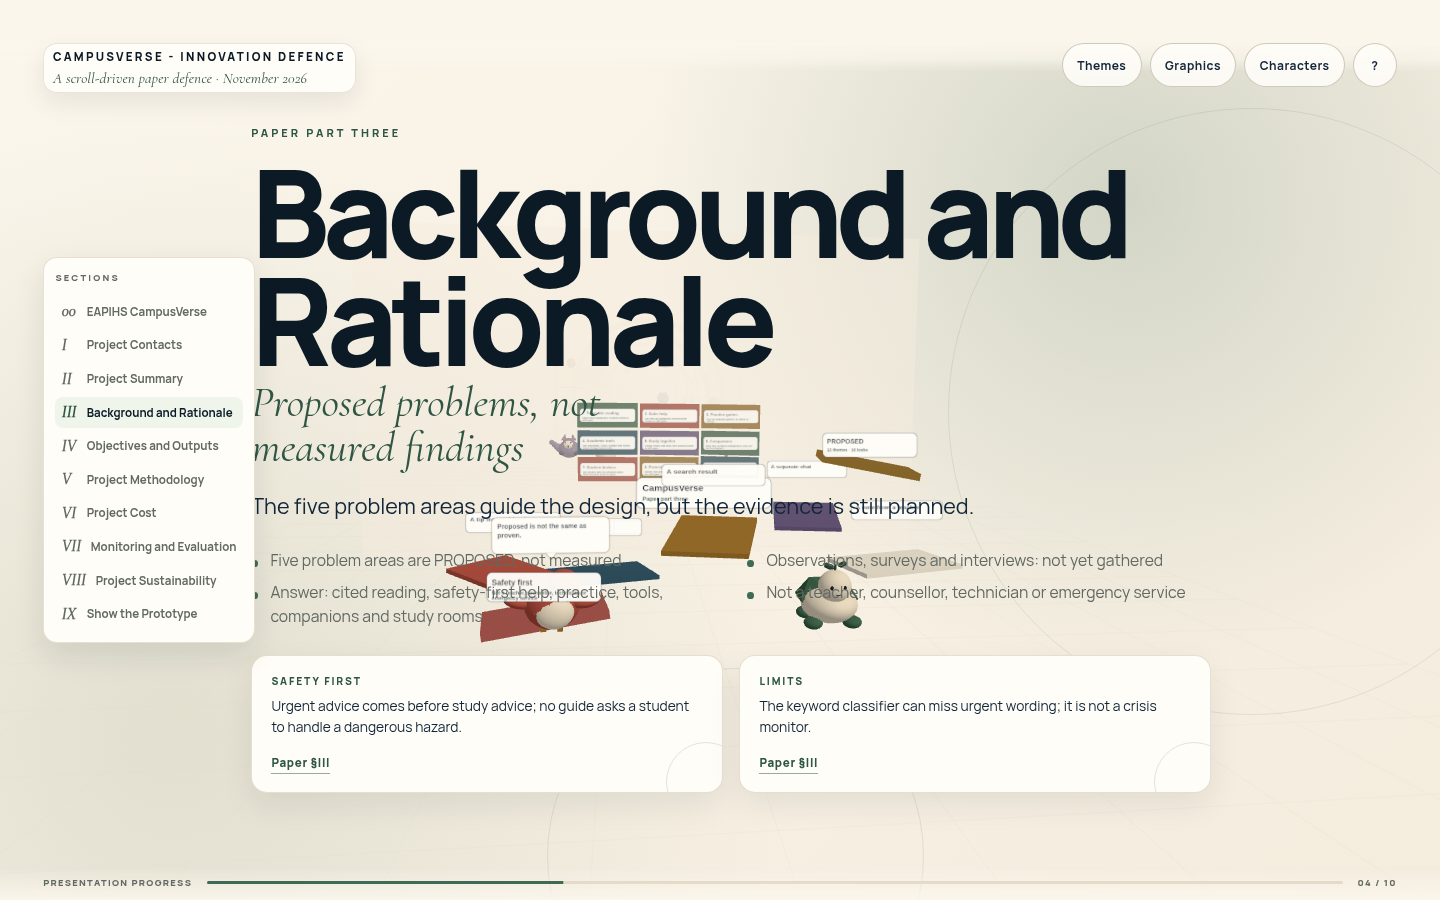 CAMPUSVERSE - INNOVATION DEFENCE
A scroll-driven paper defence · November 2026
Themes
Graphics
Characters
?
PAPER PART THREE
Background and
Rationale
Proposed problems, not
measured findings
SECTIONS
00 EAPIHS CampusVerse
I Project Contacts
II Project Summary
III Background and Rationale
IV Objectives and Outputs
V Project Methodology
VI Project Cost
VII Monitoring and Evaluation
VIII Project Sustainability
IX Show the Prototype
PROPOSED
A search result
A separate chat
CampusVerse
Paper part three
The five problem areas guide the design, but the evidence is still planned.
Proposed is not the same as
proven.
Five problem areas are PROPOSED, not measured
Observations, surveys and interviews: not yet gathered
Safety first
Answer: cited reading, safety-first help, practice, tools,
companions and study rooms
Not a teacher, counsellor, technician or emergency service
SAFETY FIRST
Urgent advice comes before study advice; no guide asks a student
to handle a dangerous hazard.
Paper §III
LIMITS
The keyword classifier can miss urgent wording; it is not a crisis
monitor.
Paper §III
PRESENTATION PROGRESS
04 / 10